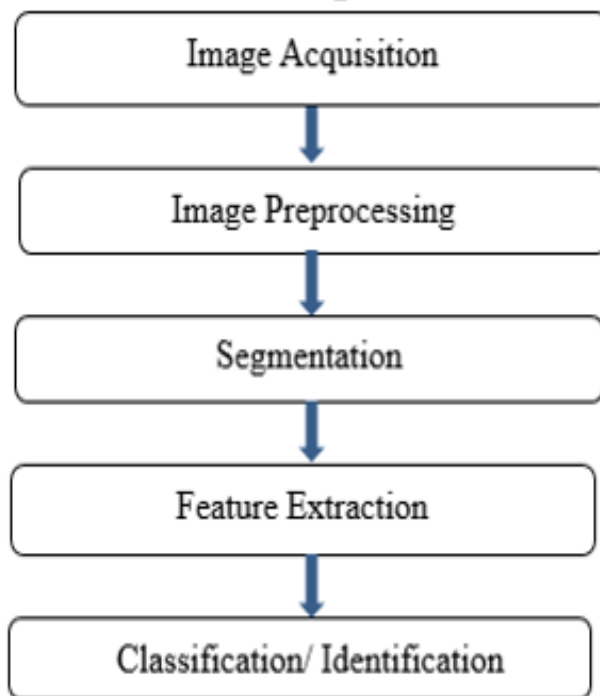 Image Acquisition
Image Preprocessing
Segmentation
Feature Extraction
Classification/ Identification